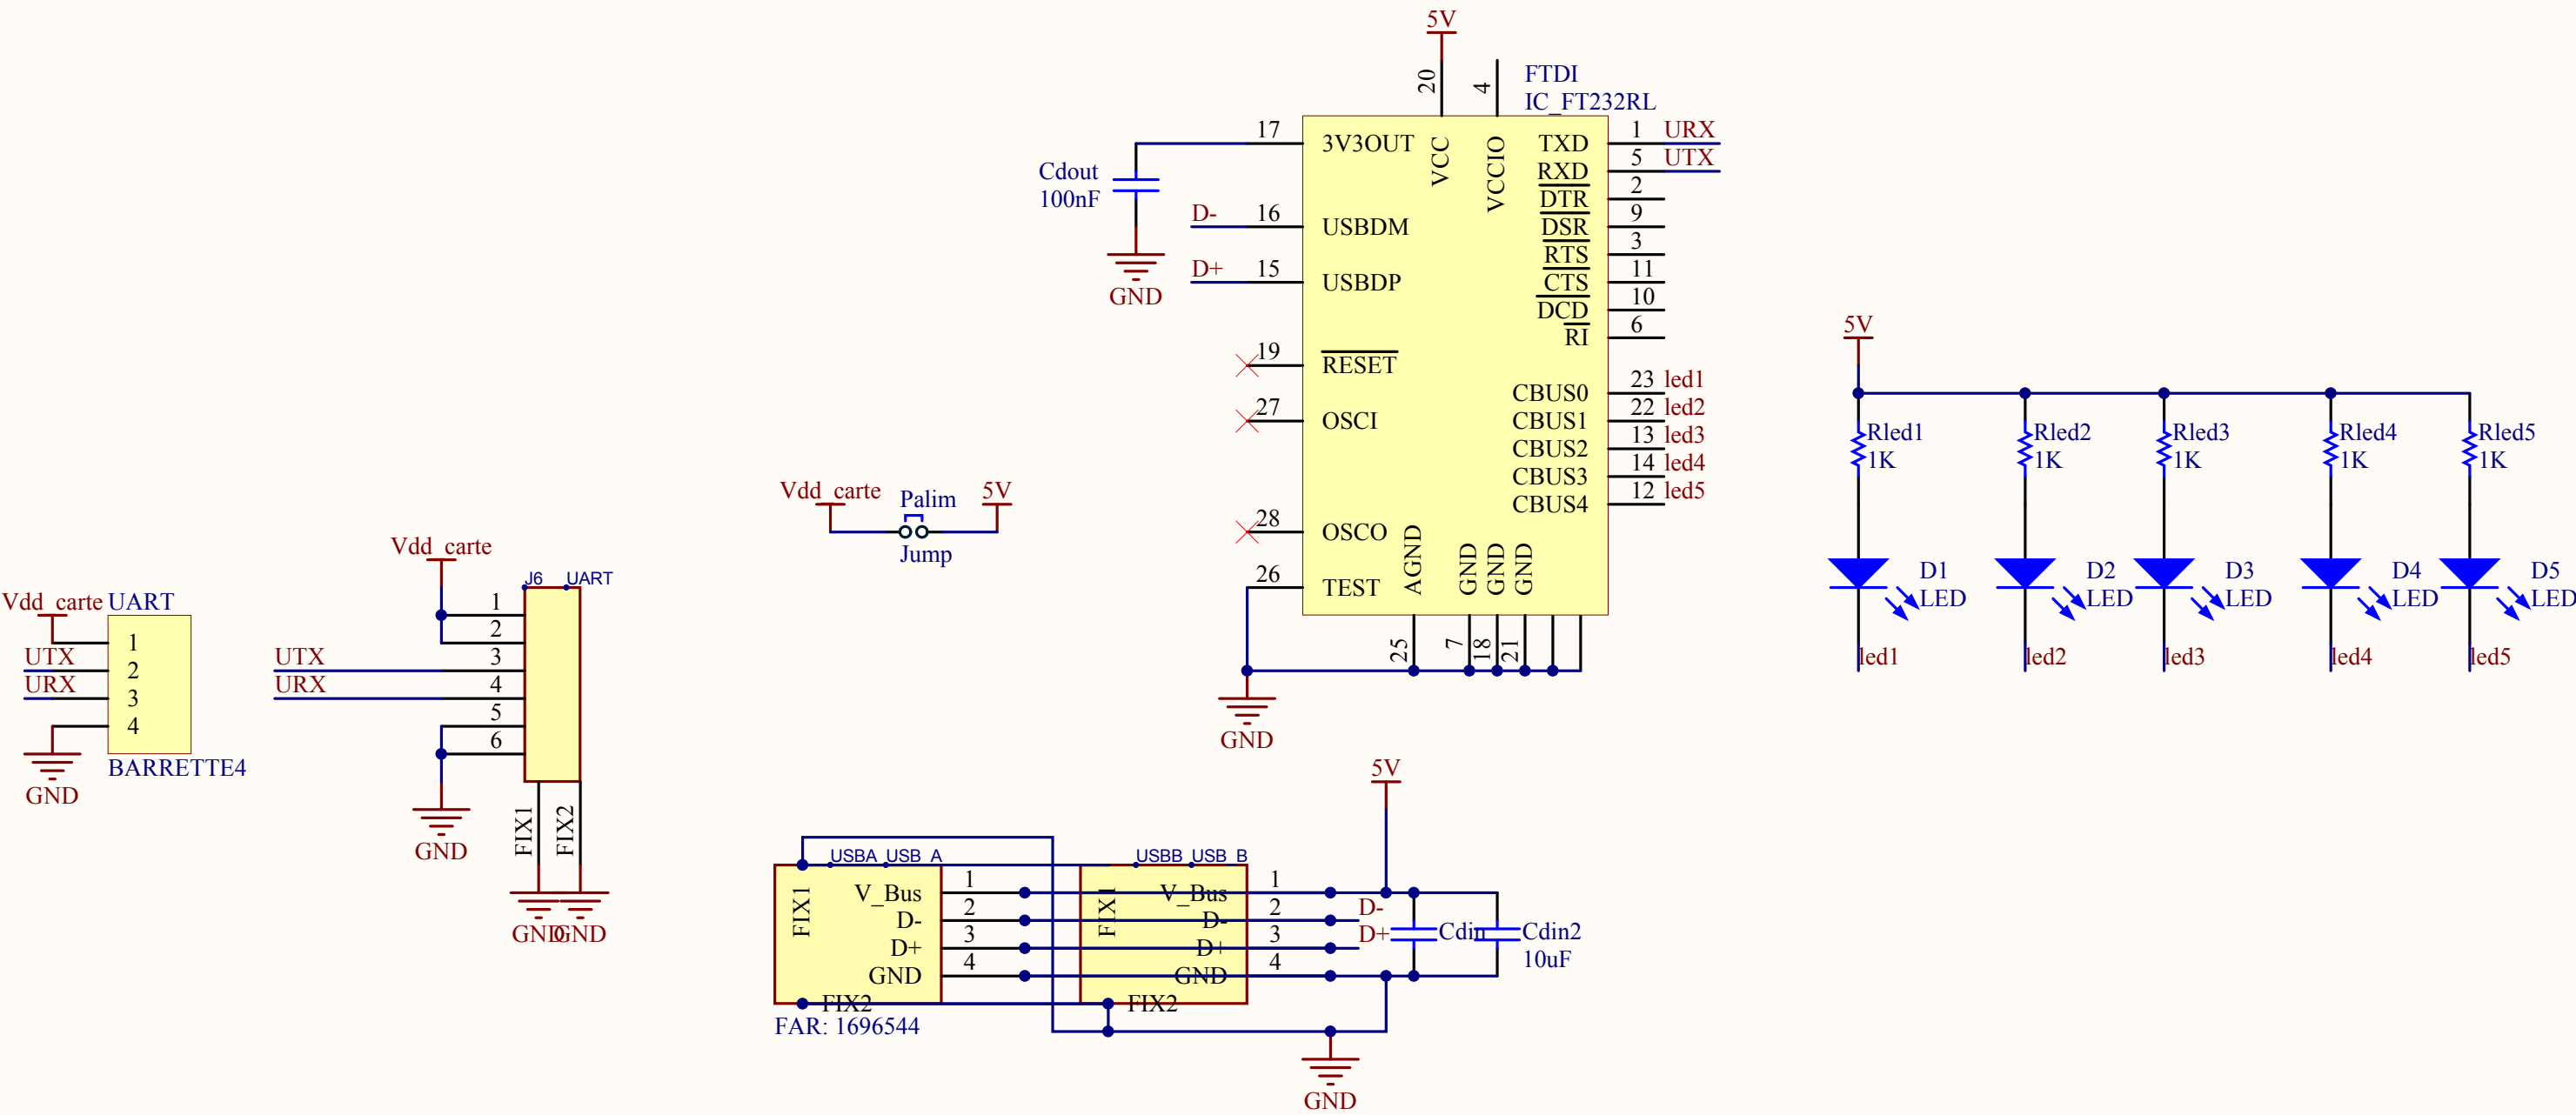 5V
20
4
FTDI
IC_FT232RL
17
3V3OUT
VCC
VCCIO
TXD
1
URX
RXD
5
UTX
DTR
2
DSR
9
RTS
3
CTS
11
DCD
10
RI
6
Cdout
100nF
GND
D-
16
USBDM
D+
15
USBDP
19
RESET
27
OSCI
28
OSCO
26
TEST
CBUS0
23
led1
CBUS1
22
led2
CBUS2
13
led3
CBUS3
14
led4
CBUS4
12
led5
AGND
GND
GND
GND
25
7
18
21
GND
5V
Rled1
1K
Rled2
1K
Rled3
1K
Rled4
1K
Rled5
1K
D1
LED
D2
LED
D3
LED
D4
LED
D5
LED
led1
led2
led3
led4
led5
Vdd_carte
Palim
5V
Jump
Vdd_carte
UART
1
UTX
2
URX
3
4
GND
BARRETTE4
Vdd_carte
J6
UART
1
2
UTX
3
URX
4
5
6
GND
FIX1
FIX2
GND
GND
5V
USBA
USB_A
USBB
USB_B
FIX1
V_Bus
1
D-
2
D+
3
GND
4
FIX2
FAR: 1696544
FIX1
V_Bus
1
D-
2
D-
D+
3
D+
GND
4
FIX2
Cdin
Cdin2
10uF
GND